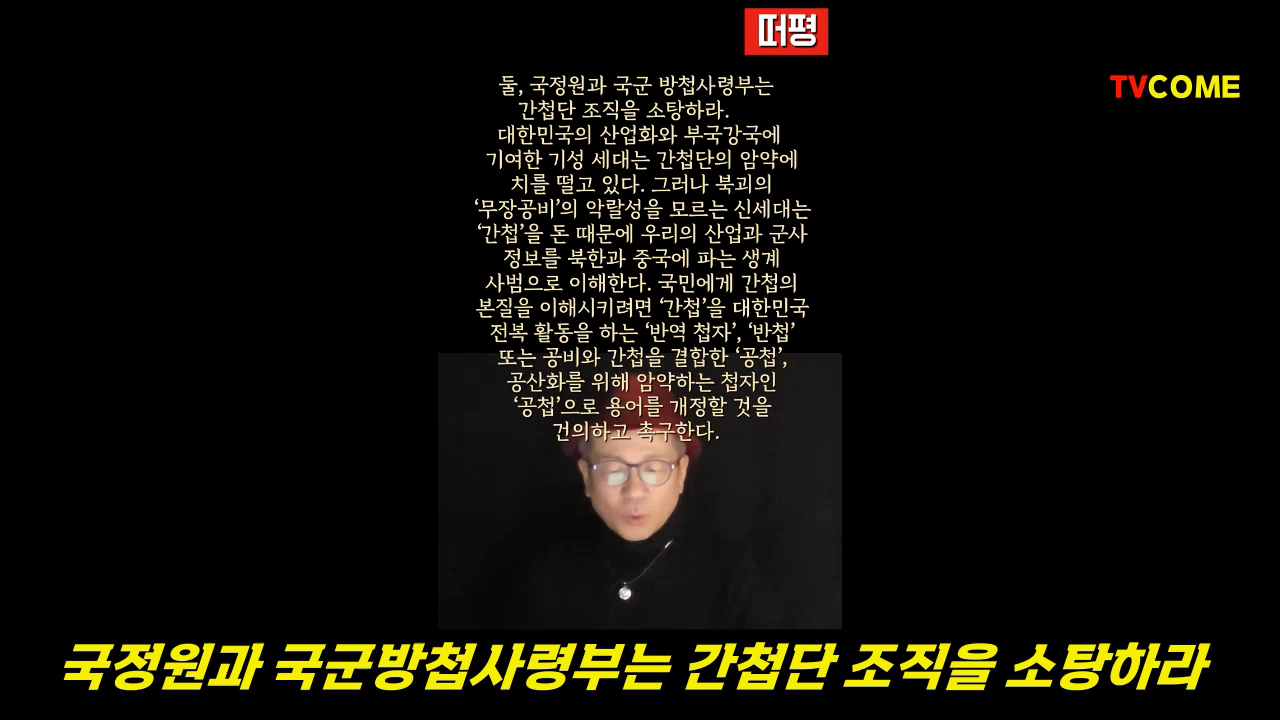 떠평
TVCOME
둘, 국정원과 국군 방첩사령부는
간첩단 조직을 소탕하라.
대한민국의 산업화와 부국강국에
기여한 기성 세대는 간첩단의 암약에
치를 떨고 있다. 그러나 북괴의
‘무장공비’의 악랄성을 모르는 신세대는
‘간첩’을 돈 때문에 우리의 산업과 군사
정보를 북한과 중국에 파는 생계
사범으로 이해한다. 국민에게 간첩의
본질을 이해시키려면 ‘간첩’을 대한민국
전복 활동을 하는 ‘반역 첩자’, ‘반첩’
또는 공비와 간첩을 결합한 ‘공첩’,
공산화를 위해 암약하는 첩자인
‘공첩’으로 용어를 개정할 것을
건의하고 촉구한다.
국정원과 국군방첩사령부는 간첩단 조직을 소탕하라